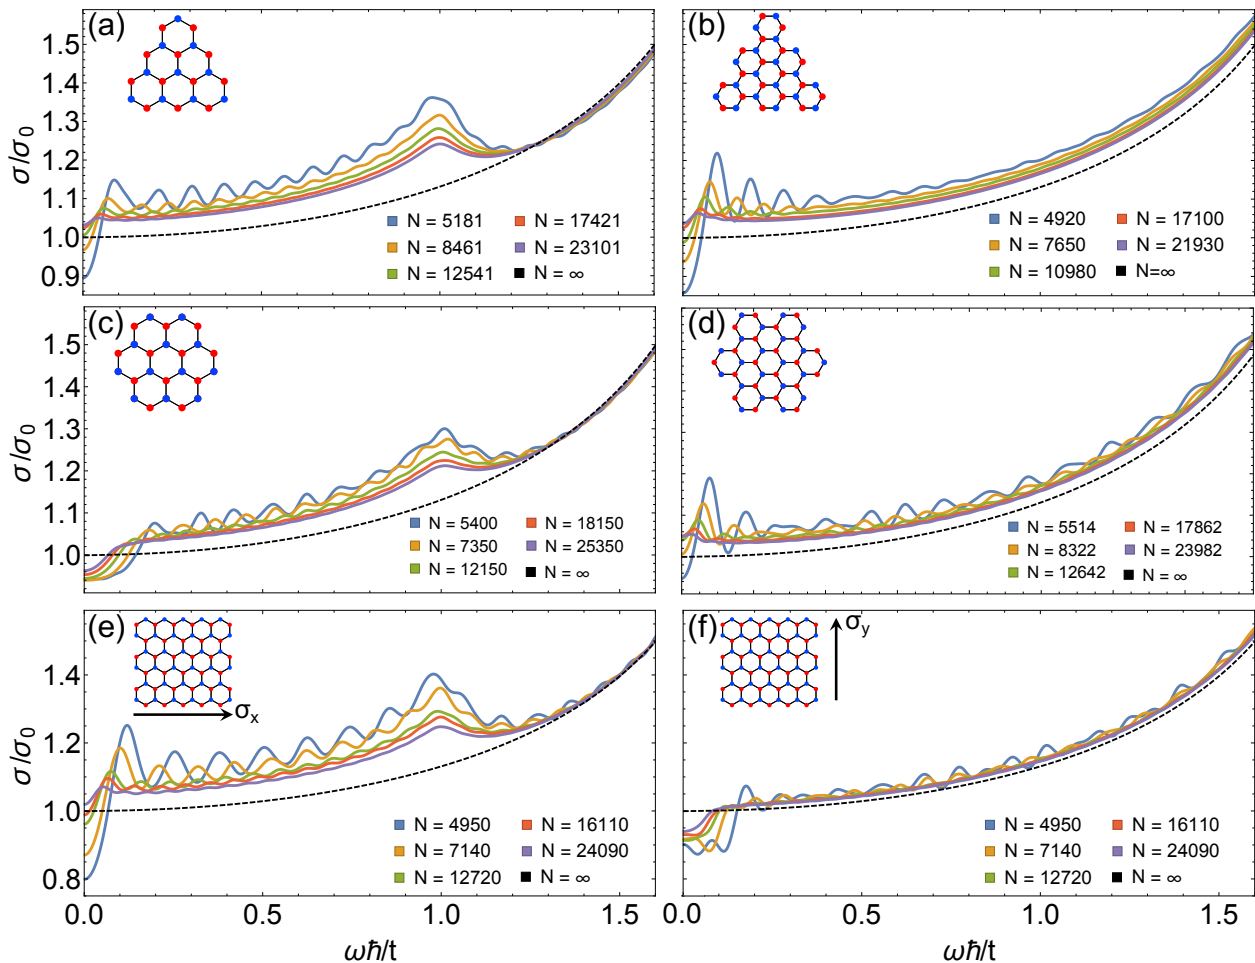 (a)
σ/σ0
1.5
1.4
1.3
1.2
1.1
1.0
0.9
N = 5181
N = 17421
N = 8461
N = 23101
N = 12541
N = ∞
(b)
N = 4920
N = 17100
N = 7650
N = 21930
N = 10980
N=∞
(c)
σ/σ0
1.5
1.4
1.3
1.2
1.1
1.0
N = 5400
N = 18150
N = 7350
N = 25350
N = 12150
N = ∞
(d)
N = 5514
N = 17862
N = 8322
N = 23982
N = 12642
N = ∞
(e)
σx
σ/σ0
1.4
1.2
1.0
0.8
N = 4950
N = 16110
N = 7140
N = 24090
N = 12720
N = ∞
0.0
0.5
1.0
1.5
ωħ/t
(f)
σy
N = 4950
N = 16110
N = 7140
N = 24090
N = 12720
N = ∞
0.0
0.5
1.0
1.5
ωħ/t